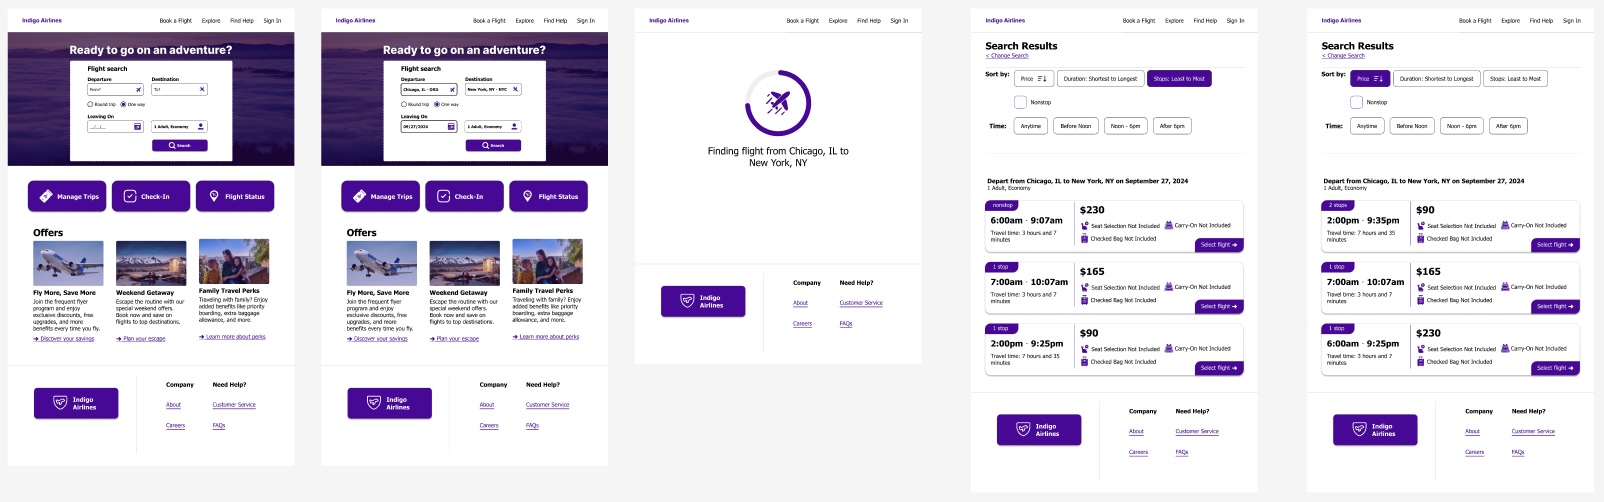 Indigo Airlines
Book a Flight Explore Find Help Sign In
Ready to go on an adventure?
Flight search
Departure Destination
From? To?
Round trip One way
Leaving On
__/__/__ 1 Adult, Economy
Search
Manage Trips Check-In Flight Status
Offers
Fly More, Save More
Join the frequent flyer
program and enjoy
exclusive discounts, free
upgrades, and more
benefits every time you fly.
➔ Discover your savings
Weekend Getaway
Escape the routine with our
special weekend offers.
Book now and save on
flights to top destinations.
➔ Plan your escape
Family Travel Perks
Traveling with family? Enjoy
added benefits like priority
boarding, extra baggage
allowance, and more.
➔ Learn more about perks
Indigo
Airlines
Company Need Help?
About Customer Service
Careers FAQs
Indigo Airlines
Book a Flight Explore Find Help Sign In
Ready to go on an adventure?
Flight search
Departure Destination
Chicago, IL - ORD New York, NY - NYC
Round trip One way
Leaving On
09/27/2024 1 Adult, Economy
Search
Manage Trips Check-In Flight Status
Offers
Fly More, Save More
Join the frequent flyer
program and enjoy
exclusive discounts, free
upgrades, and more
benefits every time you fly.
➔ Discover your savings
Weekend Getaway
Escape the routine with our
special weekend offers.
Book now and save on
flights to top destinations.
➔ Plan your escape
Family Travel Perks
Traveling with family? Enjoy
added benefits like priority
boarding, extra baggage
allowance, and more.
➔ Learn more about perks
Indigo
Airlines
Company Need Help?
About Customer Service
Careers FAQs
Indigo Airlines
Book a Flight Explore Find Help Sign In
Finding flight from Chicago, IL to
New York, NY
Indigo
Airlines
Company Need Help?
About Customer Service
Careers FAQs
Indigo Airlines
Book a Flight Explore Find Help Sign In
Search Results
< Change Search
Sort by: Price Duration: Shortest to Longest Stops: Least to Most
Nonstop
Time: Anytime Before Noon Noon - 6pm After 6pm
Depart from Chicago, IL to New York, NY on September 27, 2024
1 Adult, Economy
nonstop
6:00am - 9:07am
Travel time: 3 hours and 7
minutes
$230
Seat Selection Not Included Carry-On Not Included
Checked Bag Not Included
Select flight ➔
1 stop
7:00am - 10:07am
Travel time: 3 hours and 7
minutes
$165
Seat Selection Not Included Carry-On Not Included
Checked Bag Not Included
Select flight ➔
1 stop
2:00pm - 9:25pm
Travel time: 7 hours and 35
minutes
$90
Seat Selection Not Included Carry-On Not Included
Checked Bag Not Included
Select flight ➔
Indigo
Airlines
Company Need Help?
About Customer Service
Careers FAQs
Indigo Airlines
Book a Flight Explore Find Help Sign In
Search Results
< Change Search
Sort by: Price Duration: Shortest to Longest Stops: Least to Most
Nonstop
Time: Anytime Before Noon Noon - 6pm After 6pm
Depart from Chicago, IL to New York, NY on September 27, 2024
1 Adult, Economy
2 stops
2:00pm - 9:35pm
Travel time: 7 hours and 35
minutes
$90
Seat Selection Not Included Carry-On Not Included
Checked Bag Not Included
Select flight ➔
1 stop
7:00am - 10:07am
Travel time: 3 hours and 7
minutes
$165
Seat Selection Not Included Carry-On Not Included
Checked Bag Not Included
Select flight ➔
1 stop
6:00am - 9:25pm
Travel time: 3 hours and 7
minutes
$230
Seat Selection Not Included Carry-On Not Included
Checked Bag Not Included
Select flight ➔
Indigo
Airlines
Company Need Help?
About Customer Service
Careers FAQs